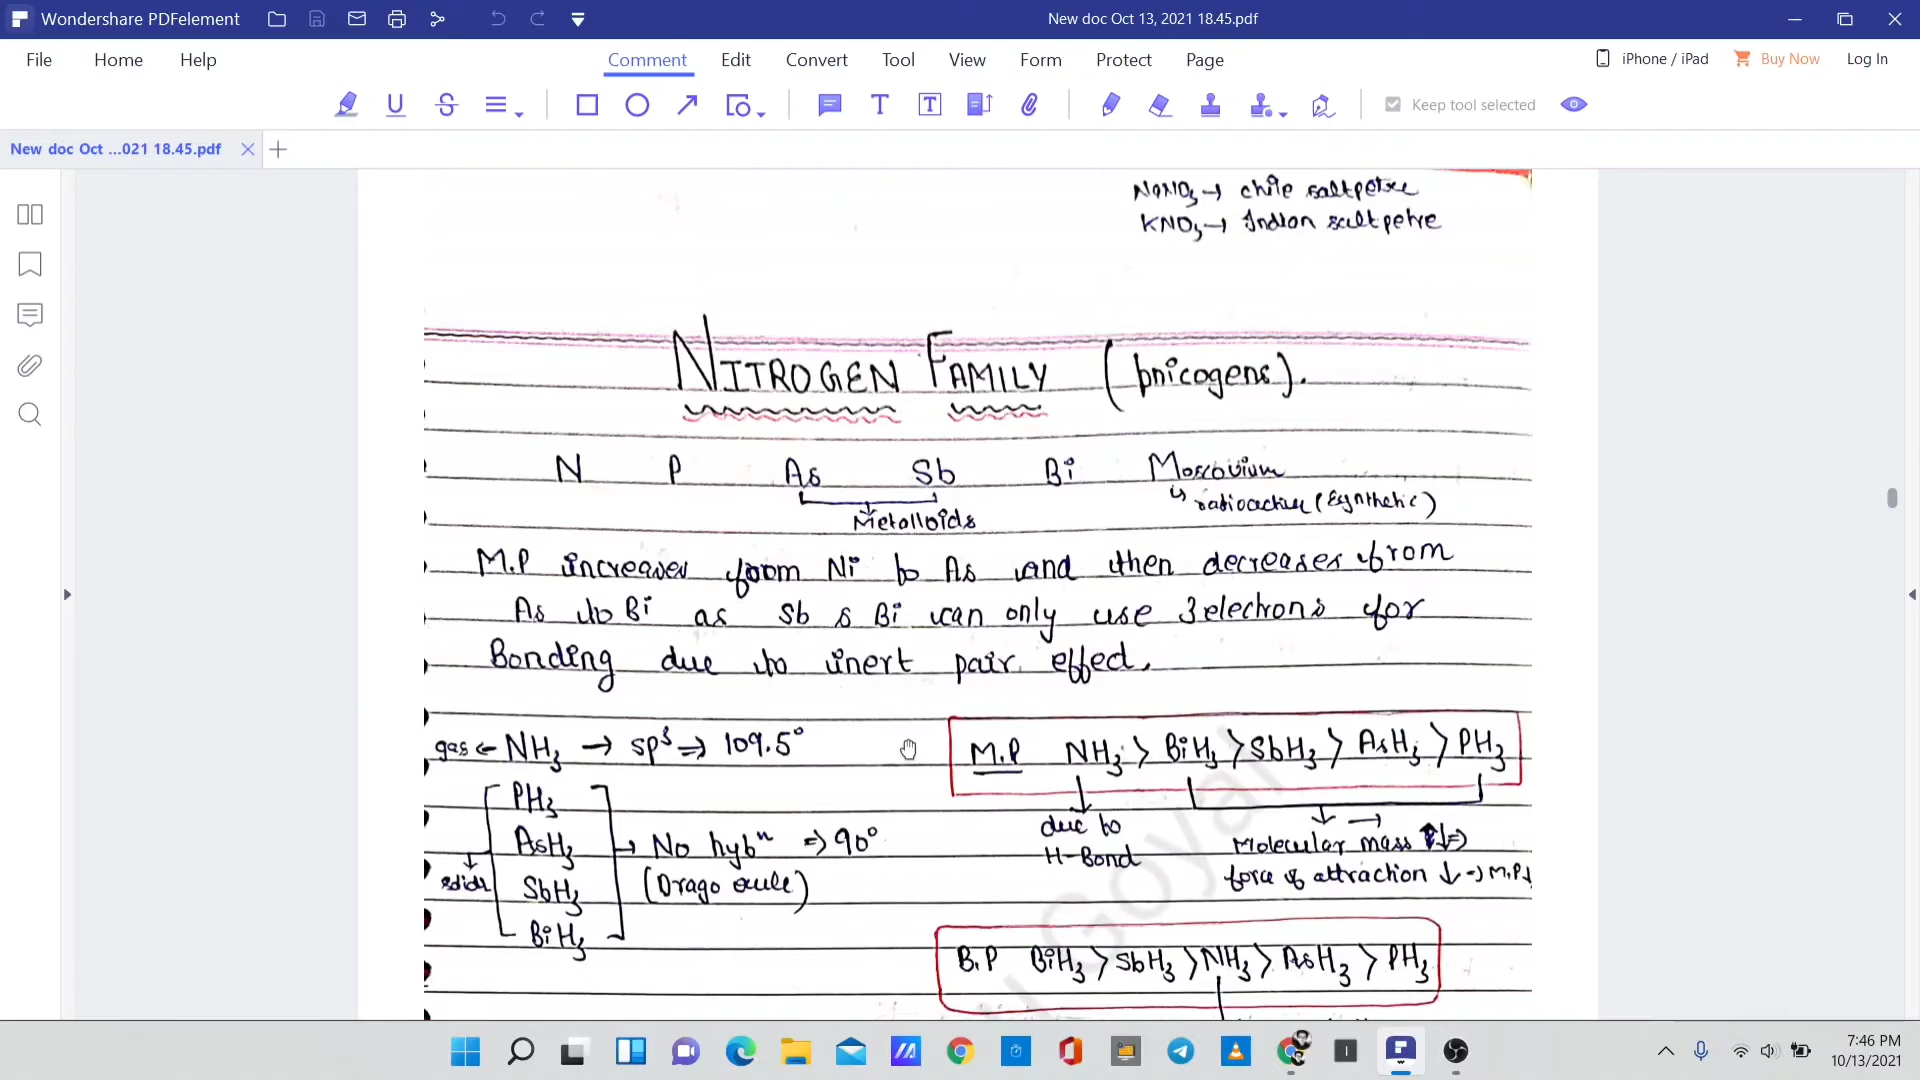 Wondershare PDFelement
New doc Oct 13, 2021 18.45.pdf
File Home Help
Comment Edit Convert Tool View Form Protect Page
iPhone / iPad Buy Now Log In
Keep tool selected
New doc Oct ...021 18.45.pdf
NaNO3 → chile saltpetre
KNO3 → Indian saltpetre
NITROGEN FAMILY (pnicogens).
N P As Sb Bi Moscovium
↳ radioactive (Synthetic)
Metalloids
M.P increases from Ni to As and then decreases from
As to Bi as Sb & Bi can only use 3 electrons for
Bonding due to inert pair effect.
gas ← NH3 → sp3 ⇒ 109.5°
M.P NH3 > BiH3 > SbH3 > AsH3 > PH3
PH3
AsH3 → No hybn ⇒ 90°
SbH3 (Drago rule)
BiH3
due to
H-Bond
Molecular mass ↓ ⇒
force of attraction ↓ → M.P↓
B.P BiH3 > SbH3 > NH3 > AsH3 > PH3
Goyal
7:46 PM
10/13/2021